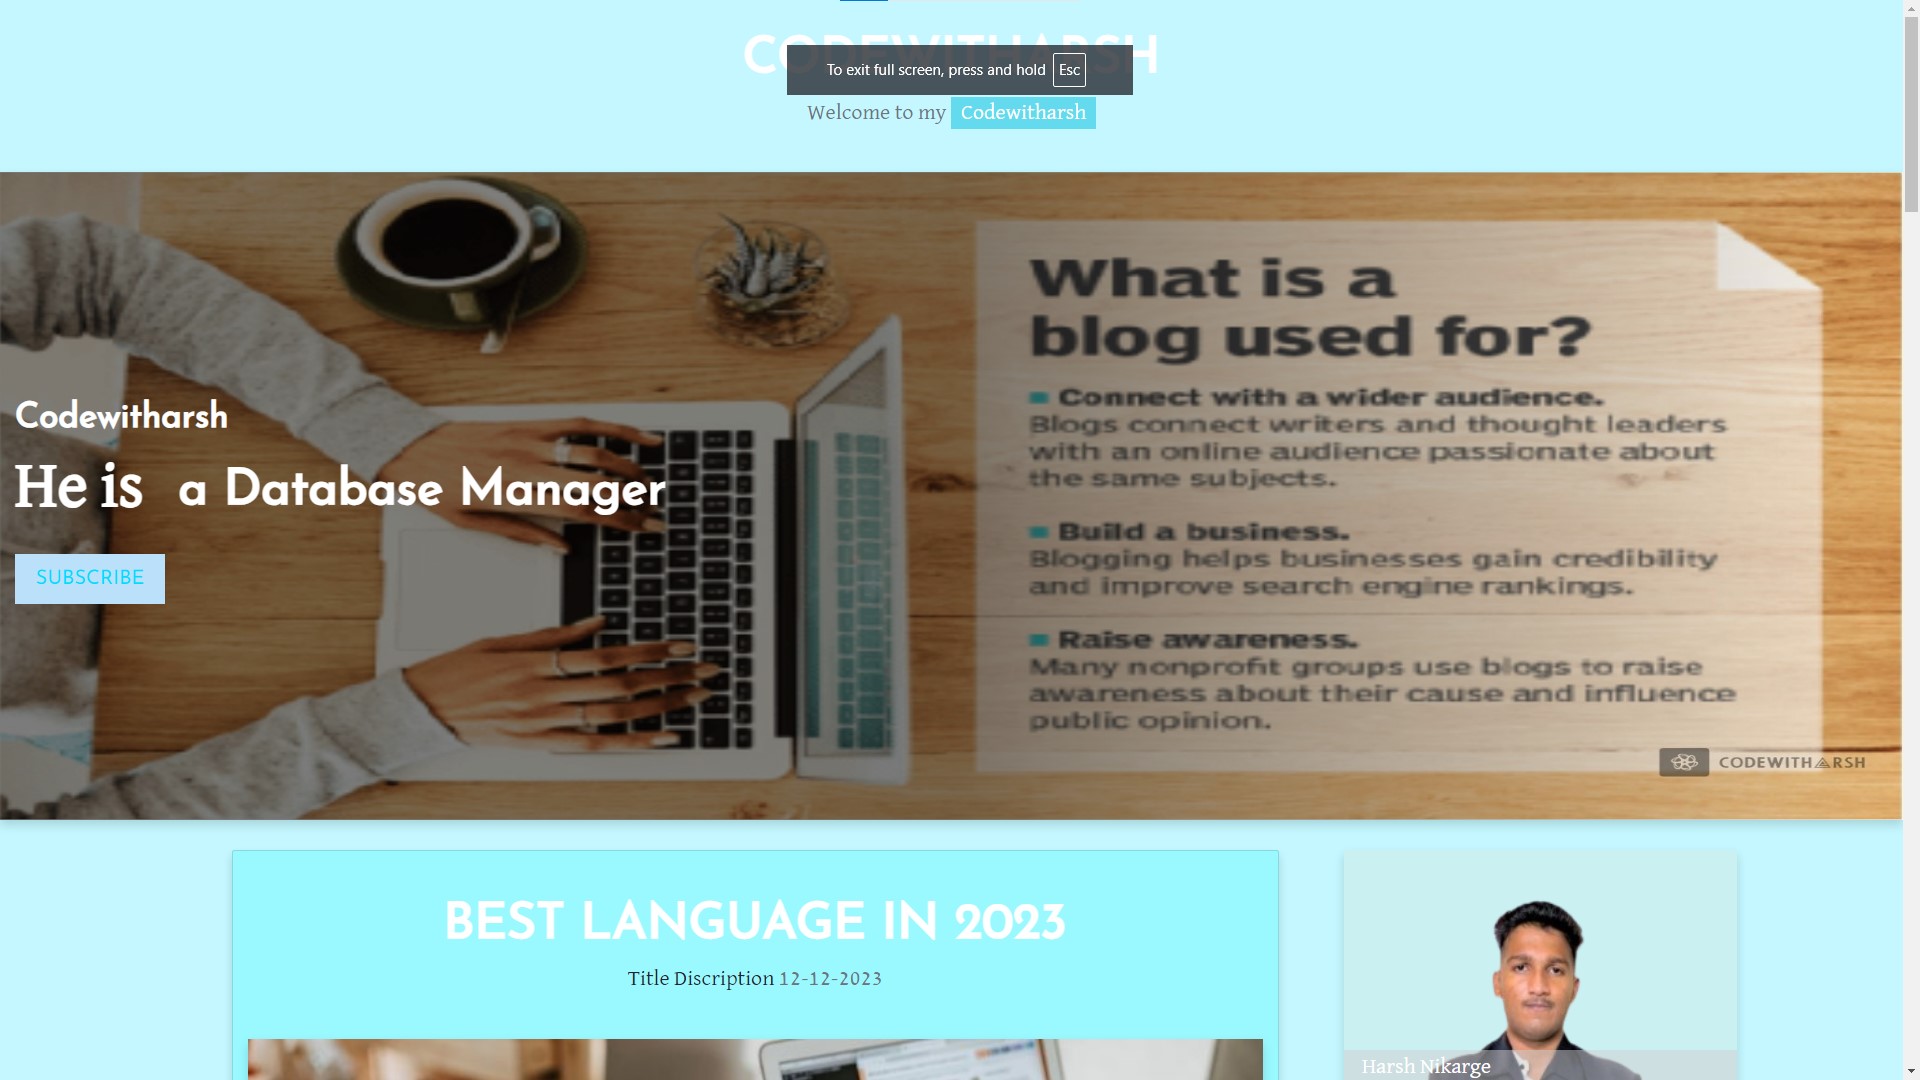 CODEWITHARSH
To exit full screen, press and hold Esc
Welcome to my Codewitharsh
What is a
blog used for?
Connect with a wider audience.
Blogs connect writers and thought leaders
with an online audience passionate about
the same subjects.
Build a business.
Blogging helps businesses gain credibility
and improve search engine rankings.
Raise awareness.
Many nonprofit groups use blogs to raise
awareness about their cause and influence
public opinion.
CODEWITHARSH
Codewitharsh
He is a Database Manager
SUBSCRIBE
BEST LANGUAGE IN 2023
Title Discription 12-12-2023
Harsh Nikarge